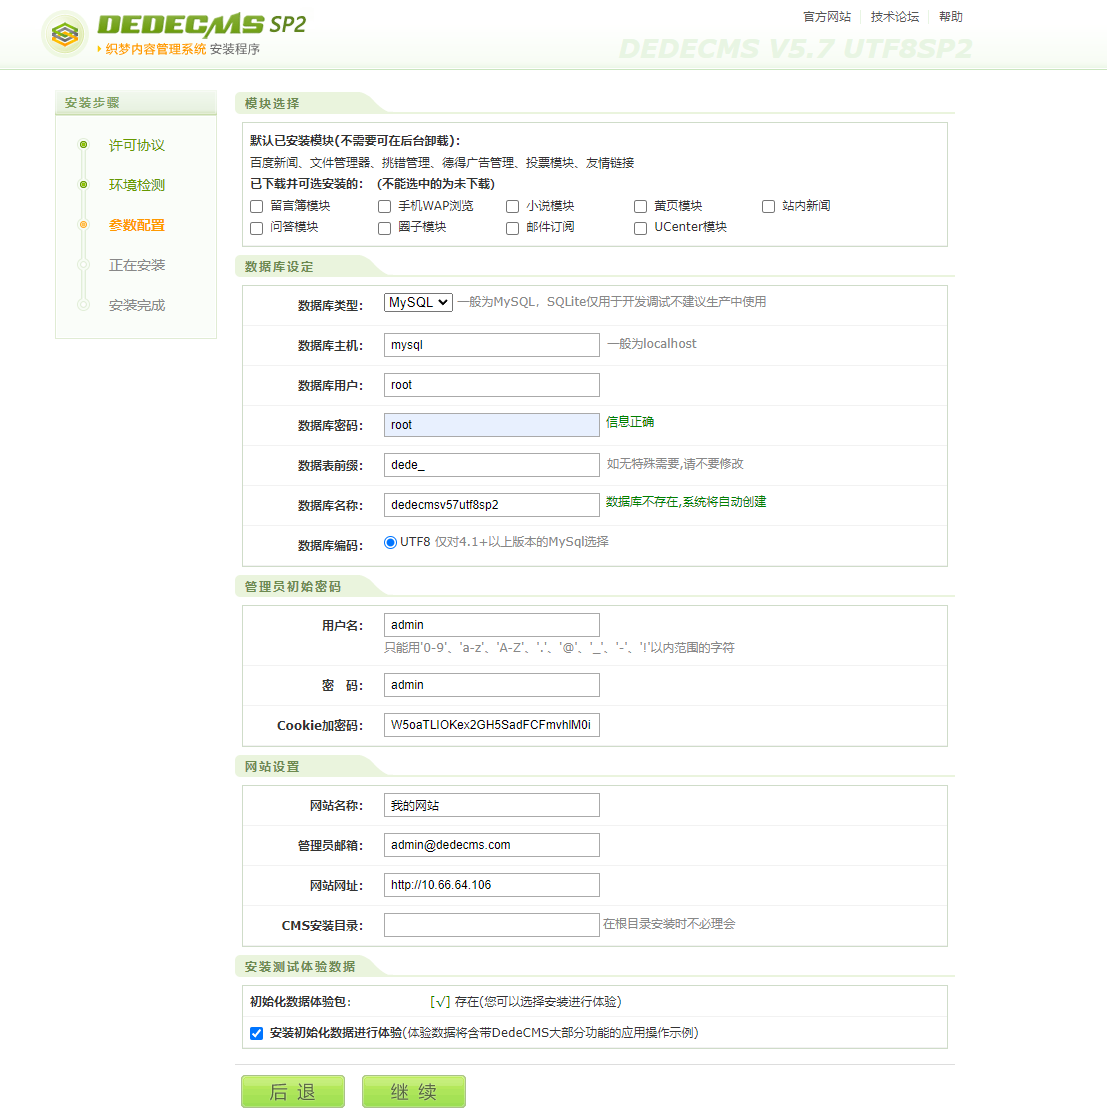 DEDECMS SP2
织梦内容管理系统 安装程序
官方网站 技术论坛 帮助
DEDECMS V5.7 UTF8SP2
安装步骤
许可协议
环境检测
参数配置
正在安装
安装完成
模块选择
默认已安装模块(不需要可在后台卸载)：
百度新闻、文件管理器、挑错管理、德得广告管理、投票模块、友情链接
已下载并可选安装的： (不能选中的为未下载)
留言簿模块 手机WAP浏览 小说模块 黄页模块 站内新闻
问答模块 圈子模块 邮件订阅 UCenter模块
数据库设定
数据库类型： MySQL 一般为MySQL，SQLite仅用于开发调试不建议生产中使用
数据库主机： mysql 一般为localhost
数据库用户： root
数据库密码： root 信息正确
数据表前缀： dede_ 如无特殊需要,请不要修改
数据库名称： dedecmsv57utf8sp2 数据库不存在,系统将自动创建
数据库编码： UTF8 仅对4.1+以上版本的MySql选择
管理员初始密码
用户名： admin
只能用'0-9'、'a-z'、'A-Z'、'.'、'@'、'_'、'-'、'!'以内范围的字符
密 码： admin
Cookie加密码： W5oaTLIOKex2GH5SadFCFmvhlM0i
网站设置
网站名称： 我的网站
管理员邮箱： admin@dedecms.com
网站网址： http://10.66.64.106
CMS安装目录： 在根目录安装时不必理会
安装测试体验数据
初始化数据体验包： [√] 存在(您可以选择安装进行体验)
安装初始化数据进行体验(体验数据将含带DedeCMS大部分功能的应用操作示例)
后退 继续